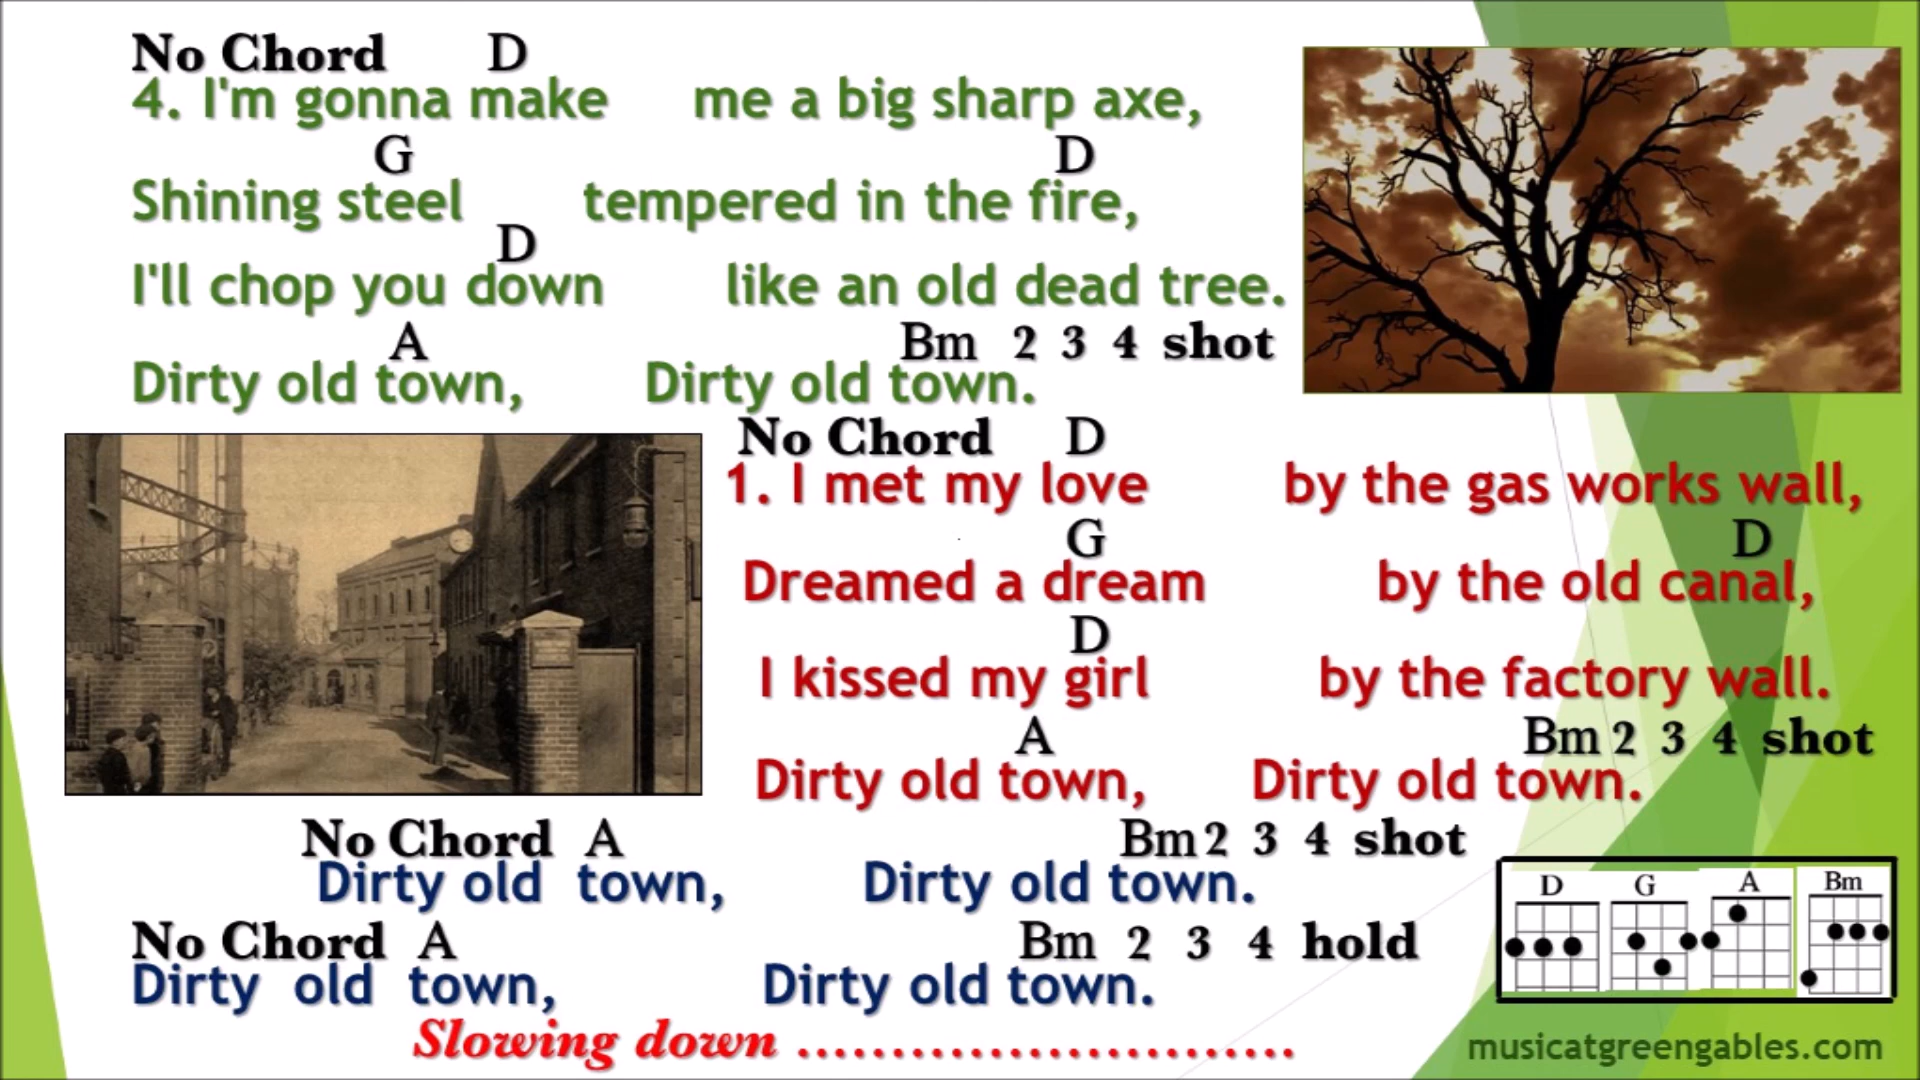 No Chord D
4. I'm gonna make me a big sharp axe,
G D
Shining steel tempered in the fire,
D
I'll chop you down like an old dead tree.
A Bm 2 3 4 shot
Dirty old town, Dirty old town.
No Chord D
1. I met my love by the gas works wall,
G D
Dreamed a dream by the old canal,
D
I kissed my girl by the factory wall.
A Bm 2 3 4 shot
Dirty old town, Dirty old town.
No Chord A Bm 2 3 4 shot
Dirty old town, Dirty old town.
No Chord A Bm 2 3 4 hold
Dirty old town, Dirty old town.
Slowing down ..........................
D G A Bm
musicatgreengables.com